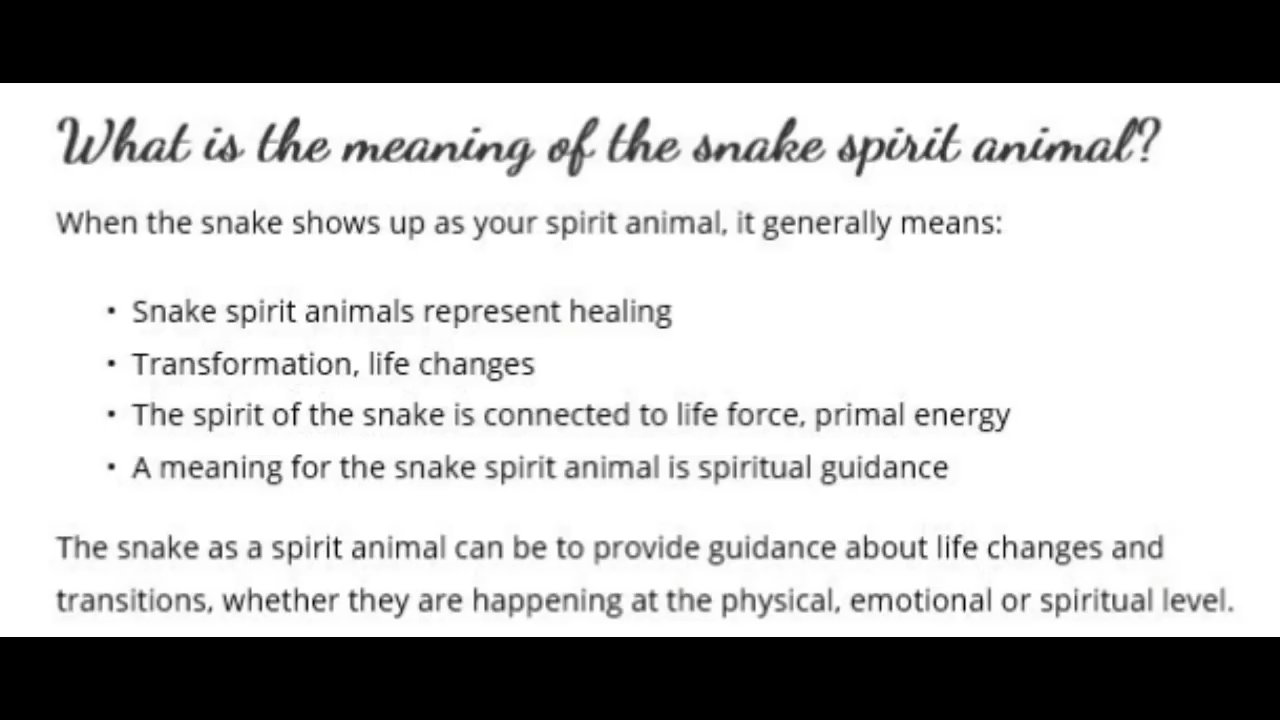 What is the meaning of the snake spirit animal?
When the snake shows up as your spirit animal, it generally means:
• Snake spirit animals represent healing
• Transformation, life changes
• The spirit of the snake is connected to life force, primal energy
• A meaning for the snake spirit animal is spiritual guidance
The snake as a spirit animal can be to provide guidance about life changes and
transitions, whether they are happening at the physical, emotional or spiritual level.